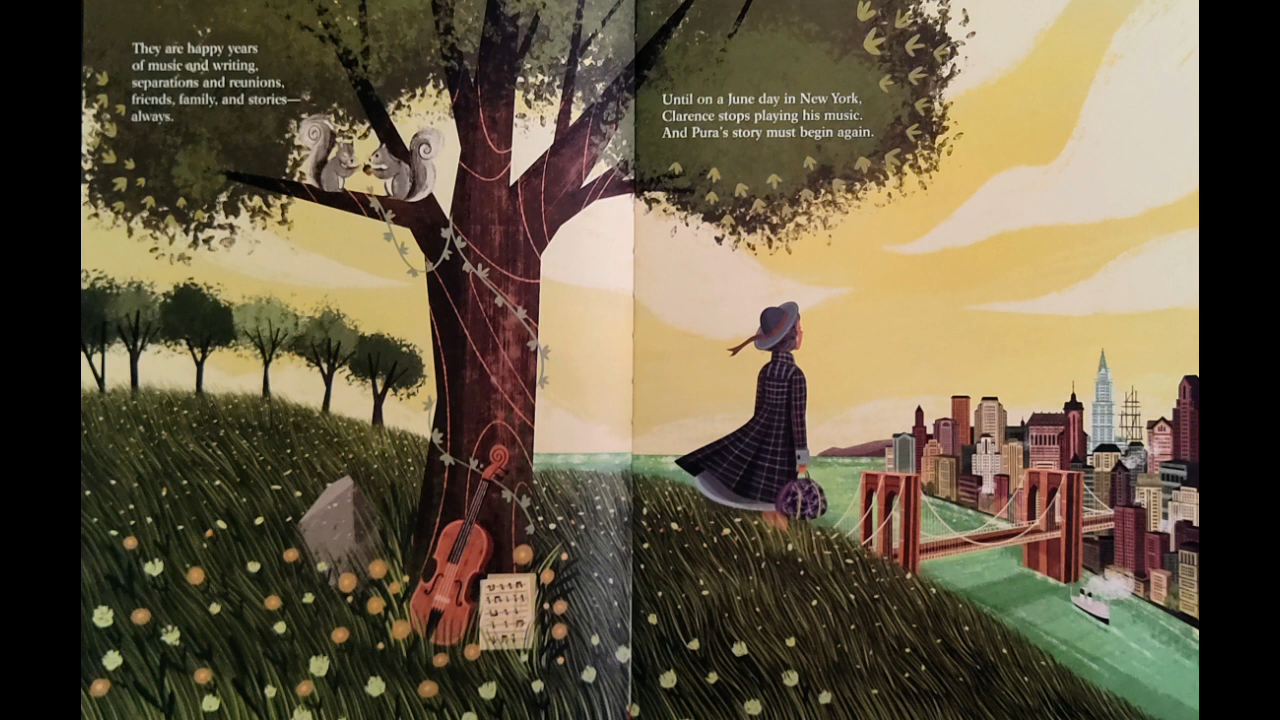 They are happy years
of music and writing,
separations and reunions,
friends, family, and stories—
always.
Until on a June day in New York,
Clarence stops playing his music.
And Pura's story must begin again.